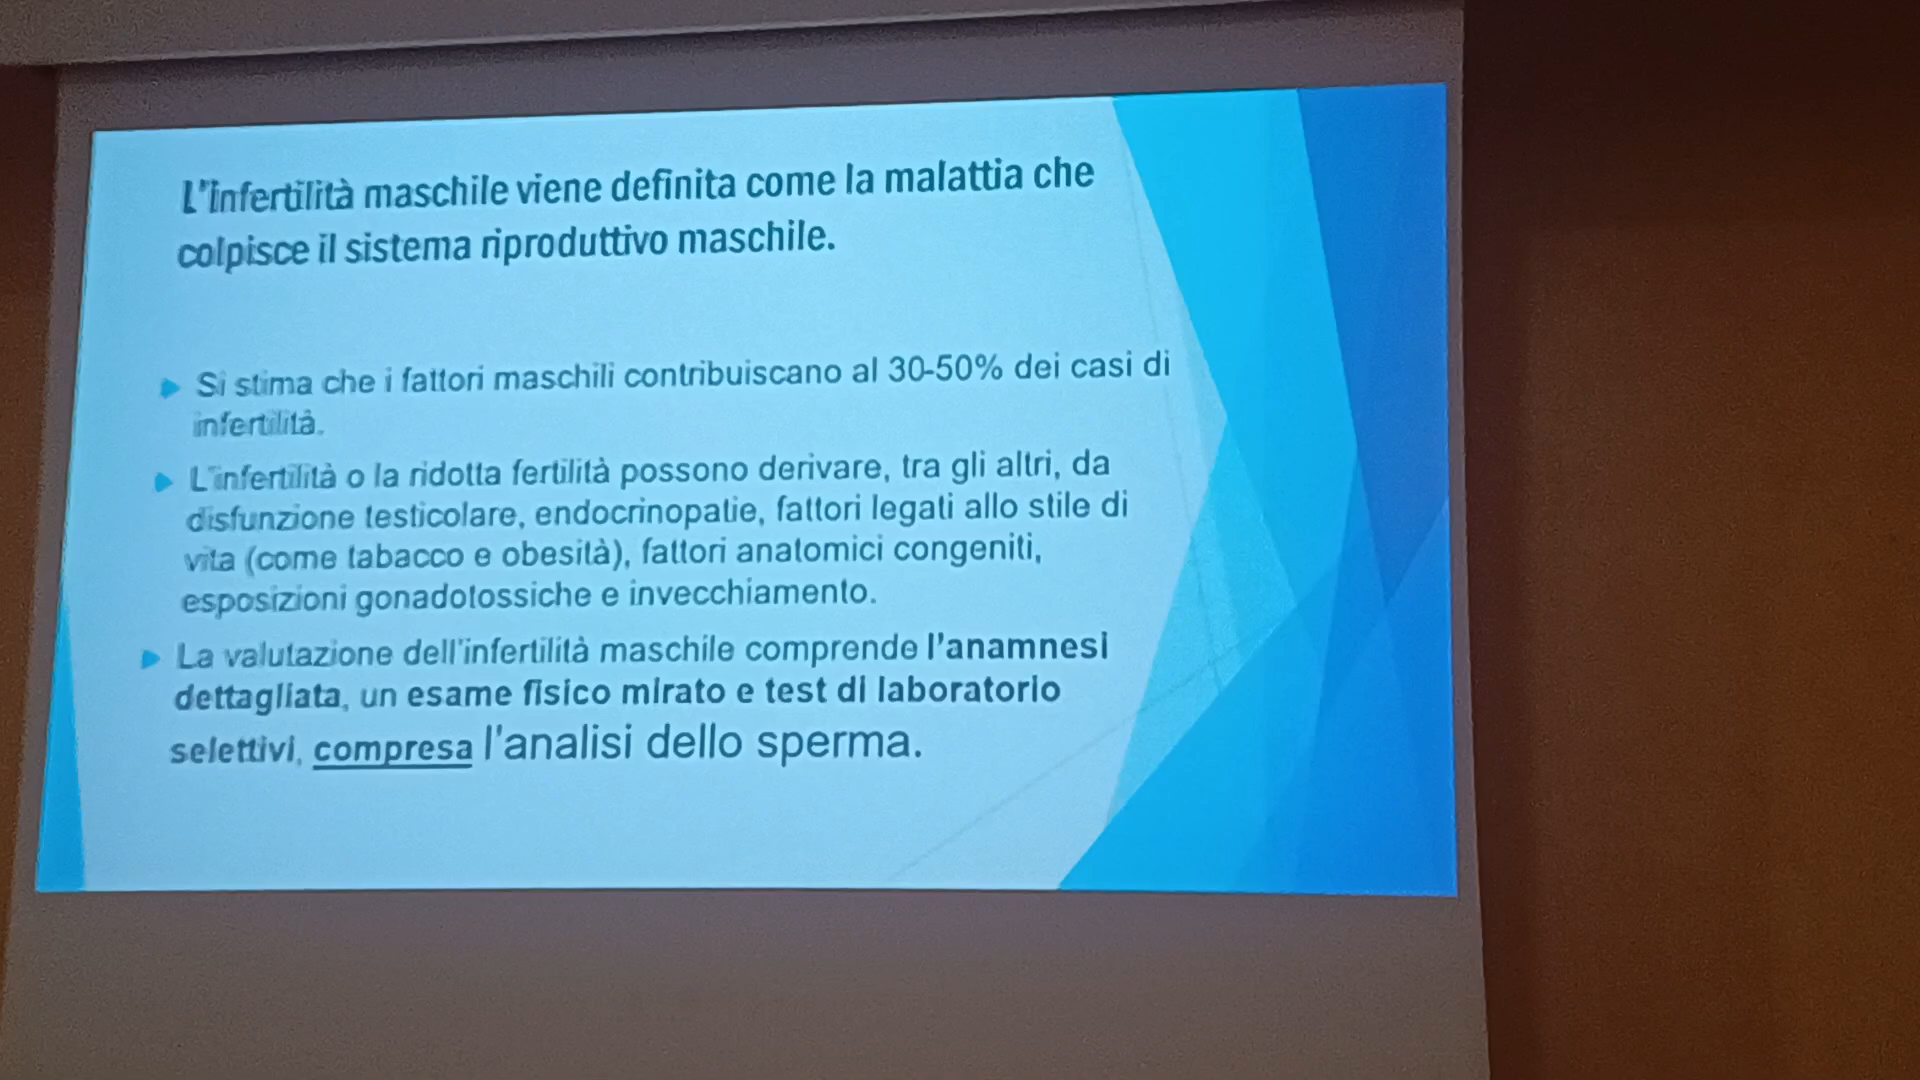 L'infertilità maschile viene definita come la malattia che
colpisce il sistema riproduttivo maschile.
Si stima che i fattori maschili contribuiscano al 30-50% dei casi di
infertilità.
L'infertilità o la ridotta fertilità possono derivare, tra gli altri, da
disfunzione testicolare, endocrinopatie, fattori legati allo stile di
vita (come tabacco e obesità), fattori anatomici congeniti,
esposizioni gonadotossiche e invecchiamento.
La valutazione dell'infertilità maschile comprende l'anamnesi
dettagliata, un esame fisico mirato e test di laboratorio
selettivi, compresa l'analisi dello sperma.